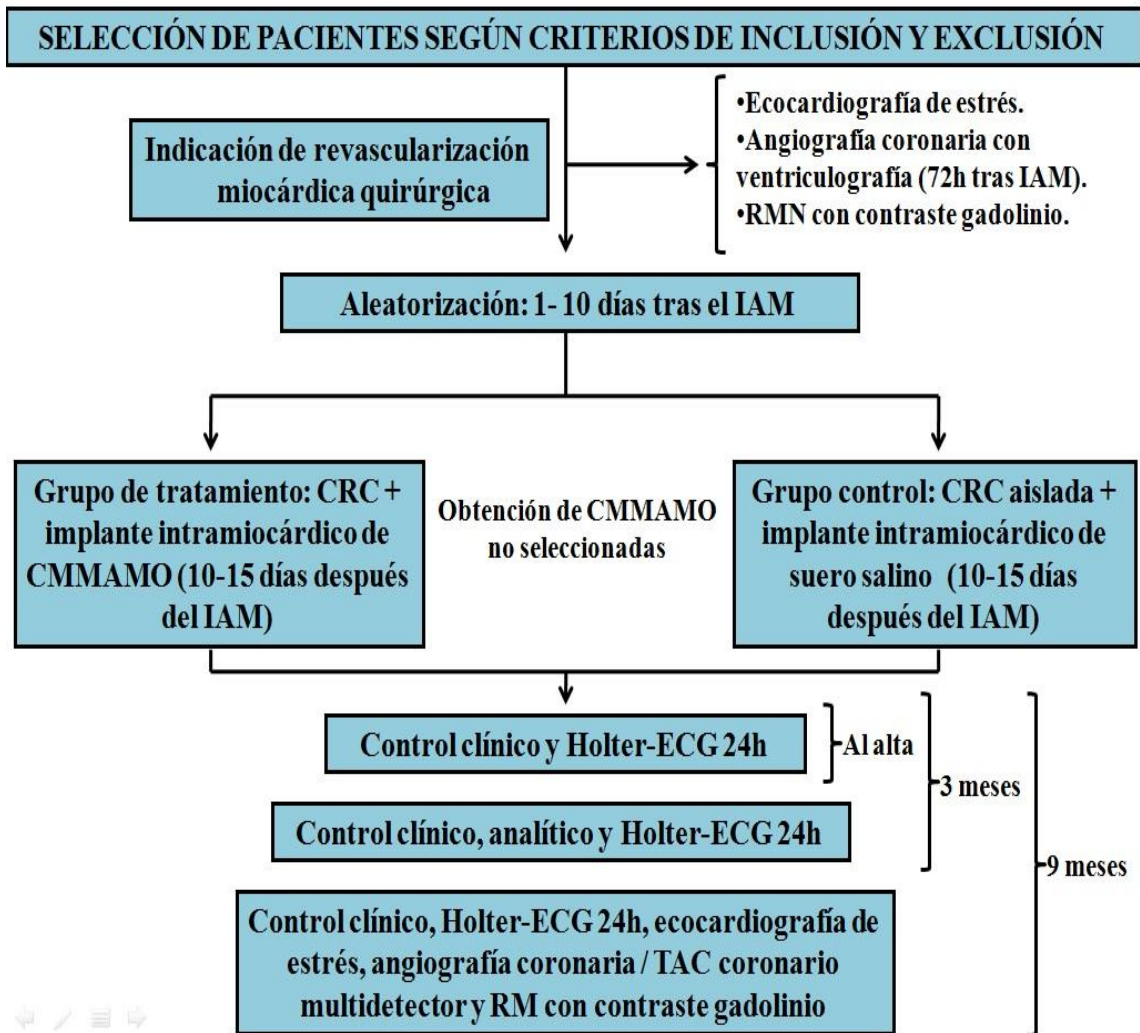 SELECCIÓN DE PACIENTES SEGÚN CRITERIOS DE INCLUSIÓN Y EXCLUSIÓN
Indicación de revascularización
miocárdica quirúrgica
•Ecocardiografía de estrés.
•Angiografía coronaria con
ventriculografía (72h tras IAM).
•RMN con contraste gadolinio.
Aleatorización: 1- 10 días tras el IAM
Grupo de tratamiento: CRC +
implante intramiocárdico de
CMMAMO (10-15 días después
del IAM)
Obtención de CMMAMO
no seleccionadas
Grupo control: CRC aislada +
implante intramiocárdico de
suero salino (10-15 días
después del IAM)
Control clínico y Holter-ECG 24h
Al alta
3 meses
Control clínico, analítico y Holter-ECG 24h
9 meses
Control clínico, Holter-ECG 24h, ecocardiografía de
estrés, angiografía coronaria / TAC coronario
multidetector y RM con contraste gadolinio